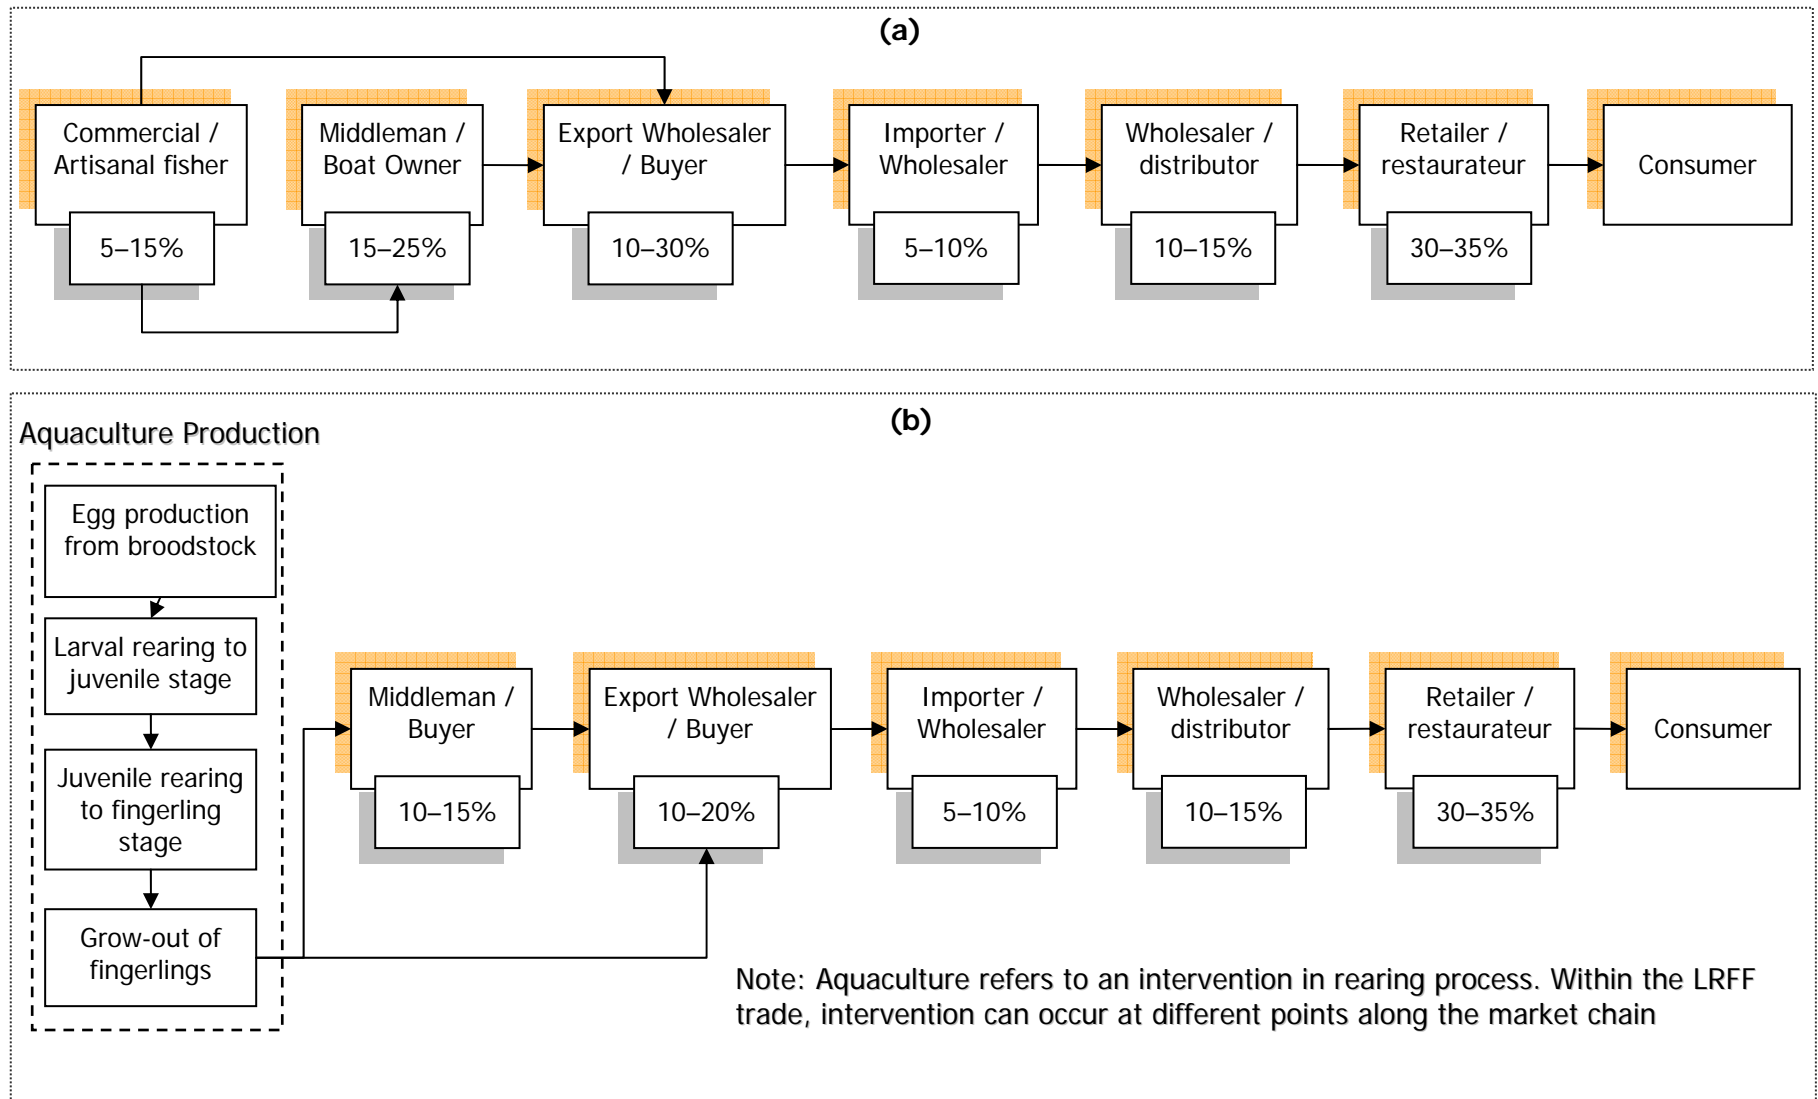 (a)
Commercial /
Artisanal fisher
5–15%
Middleman /
Boat Owner
15–25%
Export Wholesaler
/ Buyer
10–30%
Importer /
Wholesaler
5–10%
Wholesaler /
distributor
10–15%
Retailer /
restaurateur
30–35%
Consumer
(b)
Aquaculture Production
Egg production
from broodstock
Larval rearing to
juvenile stage
Juvenile rearing
to fingerling
stage
Grow-out of
fingerlings
Middleman /
Buyer
10–15%
Export Wholesaler
/ Buyer
10–20%
Importer /
Wholesaler
5–10%
Wholesaler /
distributor
10–15%
Retailer /
restaurateur
30–35%
Consumer
Note: Aquaculture refers to an intervention in rearing process. Within the LRFF
trade, intervention can occur at different points along the market chain